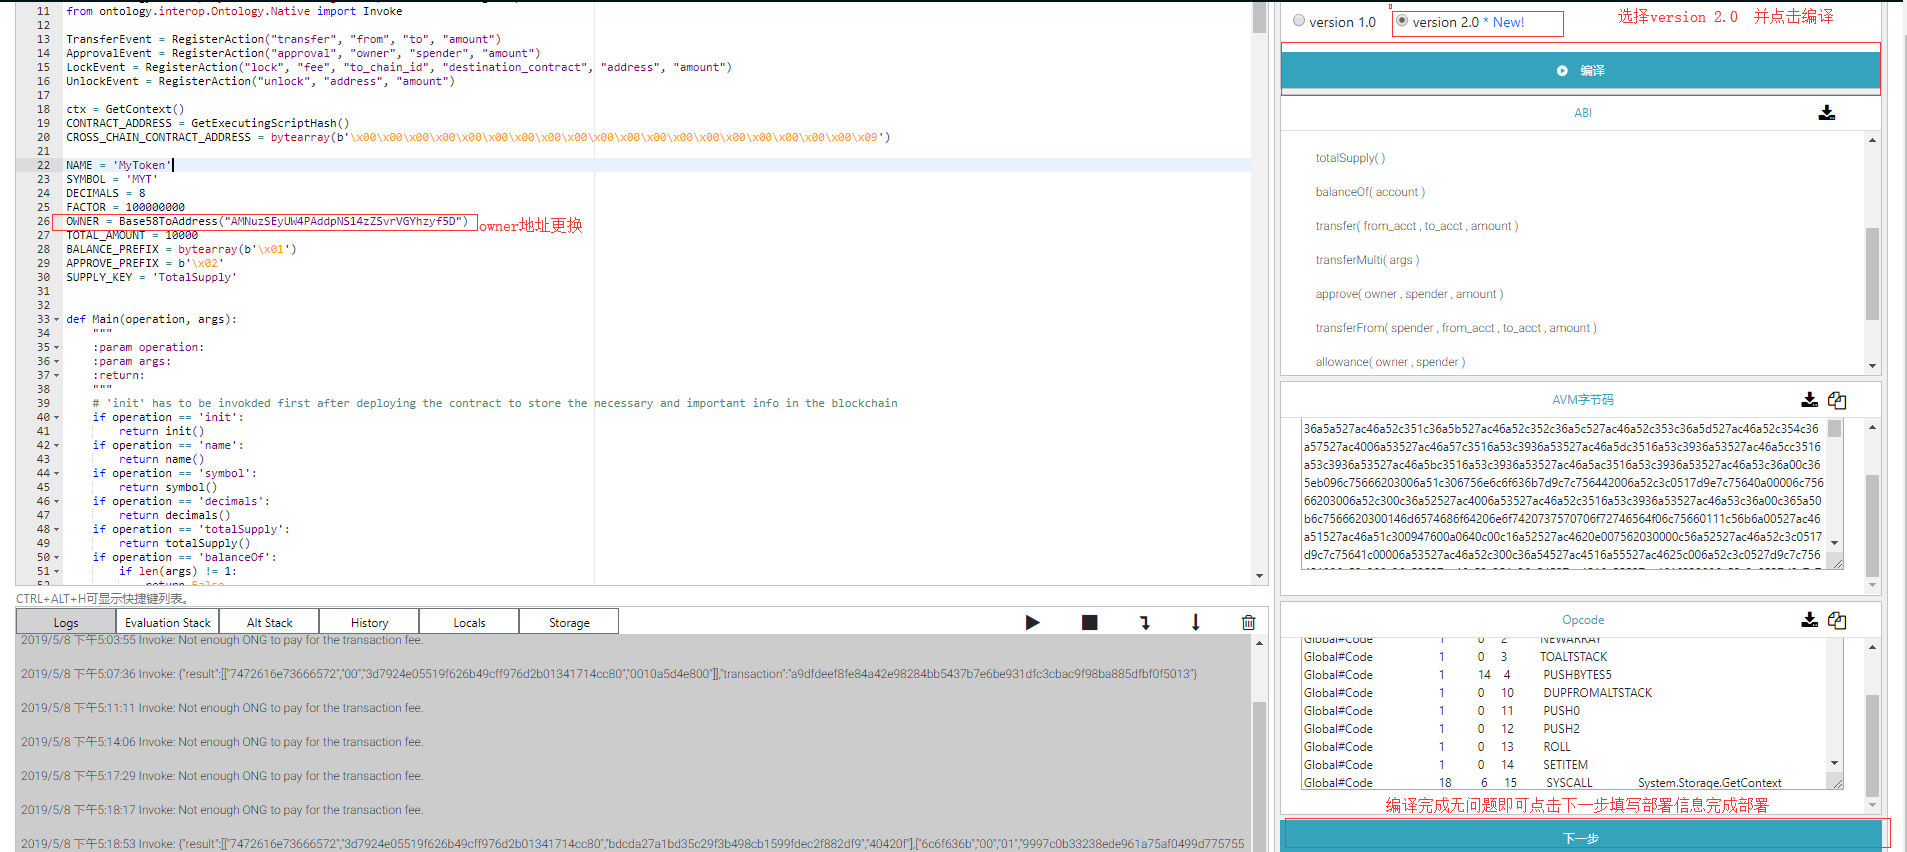 11 from ontology.interop.Ontology.Native import Invoke
12
13 TransferEvent = RegisterAction("transfer", "from", "to", "amount")
14 ApprovalEvent = RegisterAction("approval", "owner", "spender", "amount")
15 LockEvent = RegisterAction("lock", "fee", "to_chain_id", "destination_contract", "address", "amount")
16 UnlockEvent = RegisterAction("unlock", "address", "amount")
17
18 ctx = GetContext()
19 CONTRACT_ADDRESS = GetExecutingScriptHash()
20 CROSS_CHAIN_CONTRACT_ADDRESS = bytearray(b'\x00\x00\x00\x00\x00\x00\x00\x00\x00\x00\x00\x00\x00\x00\x00\x00\x00\x00\x00\x09')
21
22 NAME = 'MyToken'
23 SYMBOL = 'MYT'
24 DECIMALS = 8
25 FACTOR = 100000000
26 OWNER = Base58ToAddress("AMNuzSEyUW4PAddpNS14zZSvrVGYhzyf5D") owner地址更换
27 TOTAL_AMOUNT = 10000
28 BALANCE_PREFIX = bytearray(b'\x01')
29 APPROVE_PREFIX = b'\x02'
30 SUPPLY_KEY = 'TotalSupply'
31
32
33 def Main(operation, args):
34 """
35 :param operation:
36 :param args:
37 :return:
38 """
39 # 'init' has to be invokded first after deploying the contract to store the necessary and important info in the blockchain
40 if operation == 'init':
41 return init()
42 if operation == 'name':
43 return name()
44 if operation == 'symbol':
45 return symbol()
46 if operation == 'decimals':
47 return decimals()
48 if operation == 'totalSupply':
49 return totalSupply()
50 if operation == 'balanceOf':
51 if len(args) != 1:
52 return False
CTRL+ALT+H可显示快捷键列表。
Logs Evaluation Stack Alt Stack History Locals Storage
2019/5/8 下午5:03:55 Invoke: Not enough ONG to pay for the transaction fee.
2019/5/8 下午5:07:36 Invoke: {"result":[["7472616e73666572","00","3d7924e05519f626b49cff976d2b01341714cc80","0010a5d4e800"]],"transaction":"a9dfdeef8fe84a42e98284bb5437b7e6be931dfc3cbac9f98ba885dfbf0f5013"}
2019/5/8 下午5:11:11 Invoke: Not enough ONG to pay for the transaction fee.
2019/5/8 下午5:14:06 Invoke: Not enough ONG to pay for the transaction fee.
2019/5/8 下午5:17:29 Invoke: Not enough ONG to pay for the transaction fee.
2019/5/8 下午5:18:17 Invoke: Not enough ONG to pay for the transaction fee.
2019/5/8 下午5:18:53 Invoke: {"result":[["7472616e73666572","3d7924e05519f626b49cff976d2b01341714cc80","bdcda27a1bd35c29f3b498cb1599fdec2f882df9","40420f"],["6c6f636b","00","01","9997c0b33238ede961a75af0499d775755
version 1.0 version 2.0 * New! 选择version 2.0 并点击编译
编译
ABI
totalSupply( )
balanceOf( account )
transfer( from_acct , to_acct , amount )
transferMulti( args )
approve( owner , spender , amount )
transferFrom( spender , from_acct , to_acct , amount )
allowance( owner , spender )
AVM字节码
36a5a527ac46a52c351c36a5b527ac46a52c352c36a5c527ac46a52c353c36a5d527ac46a52c354c36
a57527ac4006a53527ac46a57c3516a53c3936a53527ac46a5dc3516a53c3936a53527ac46a5cc3516
a53c3936a53527ac46a5bc3516a53c3936a53527ac46a5ac3516a53c3936a53527ac46a53c36a00c36
5eb096c75666203006a51c306756e6c6f636b7d9c7c756442006a52c3c0517d9e7c75640a00006c756
66203006a52c300c36a52527ac4006a53527ac46a52c3516a53c3936a53527ac46a53c36a00c365a50
b6c7566620300146d6574686f64206e6f7420737570706f72746564f06c75660111c56b6a00527ac46
a51527ac46a51c300947600a0640c00c16a52527ac4620e007562030000c56a52527ac46a52c3c0517
d9c7c75641c00006a53527ac46a52c300c36a54527ac4516a55527ac4625c006a52c3c0527d9c7c756
Opcode
Global#Code 1 0 2 NEWARRAY
Global#Code 1 0 3 TOALTSTACK
Global#Code 1 14 4 PUSHBYTES5
Global#Code 1 0 10 DUPFROMALTSTACK
Global#Code 1 0 11 PUSH0
Global#Code 1 0 12 PUSH2
Global#Code 1 0 13 ROLL
Global#Code 1 0 14 SETITEM
Global#Code 18 6 15 SYSCALL System.Storage.GetContext
编译完成无问题即可点击下一步填写部署信息完成部署
下一步